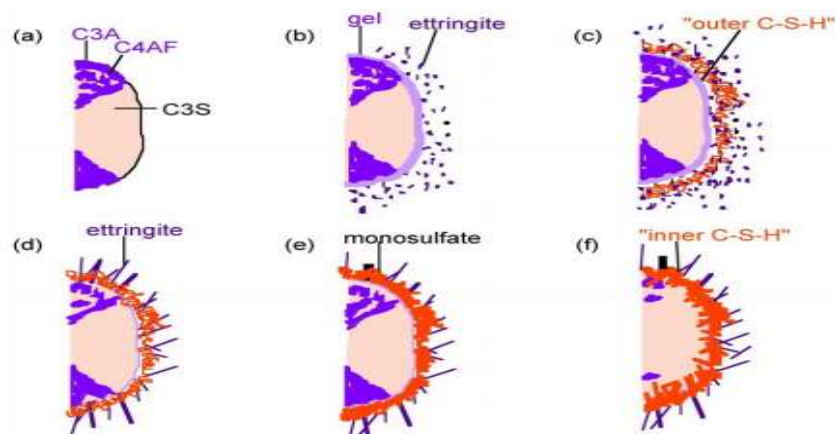 (a) C3A
C4AF
C3S
(b) gel ettringite
(c) "outer C-S-H"
(d) ettringite
(e) monosulfate
(f) "inner C-S-H"